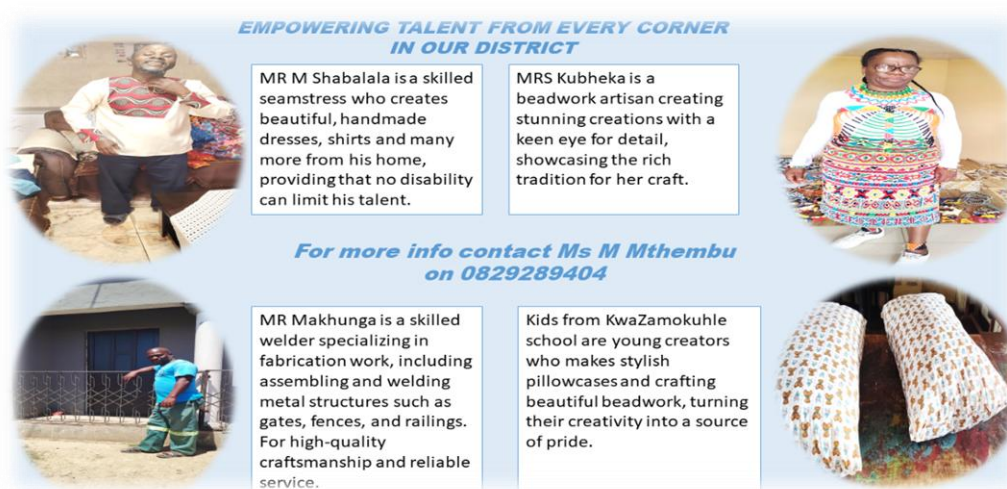 EMPOWERING TALENT FROM EVERY CORNER
IN OUR DISTRICT
MR M Shabalala is a skilled
seamstress who creates
beautiful, handmade
dresses, shirts and many
more from his home,
providing that no disability
can limit his talent.
MRS Kubheka is a
beadwork artisan creating
stunning creations with a
keen eye for detail,
showcasing the rich
tradition for her craft.
For more info contact Ms M Mthembu
on 0829289404
MR Makhunga is a skilled
welder specializing in
fabrication work, including
assembling and welding
metal structures such as
gates, fences, and railings.
For high-quality
craftsmanship and reliable
service.
Kids from KwaZamokuhle
school are young creators
who makes stylish
pillowcases and crafting
beautiful beadwork, turning
their creativity into a source
of pride.